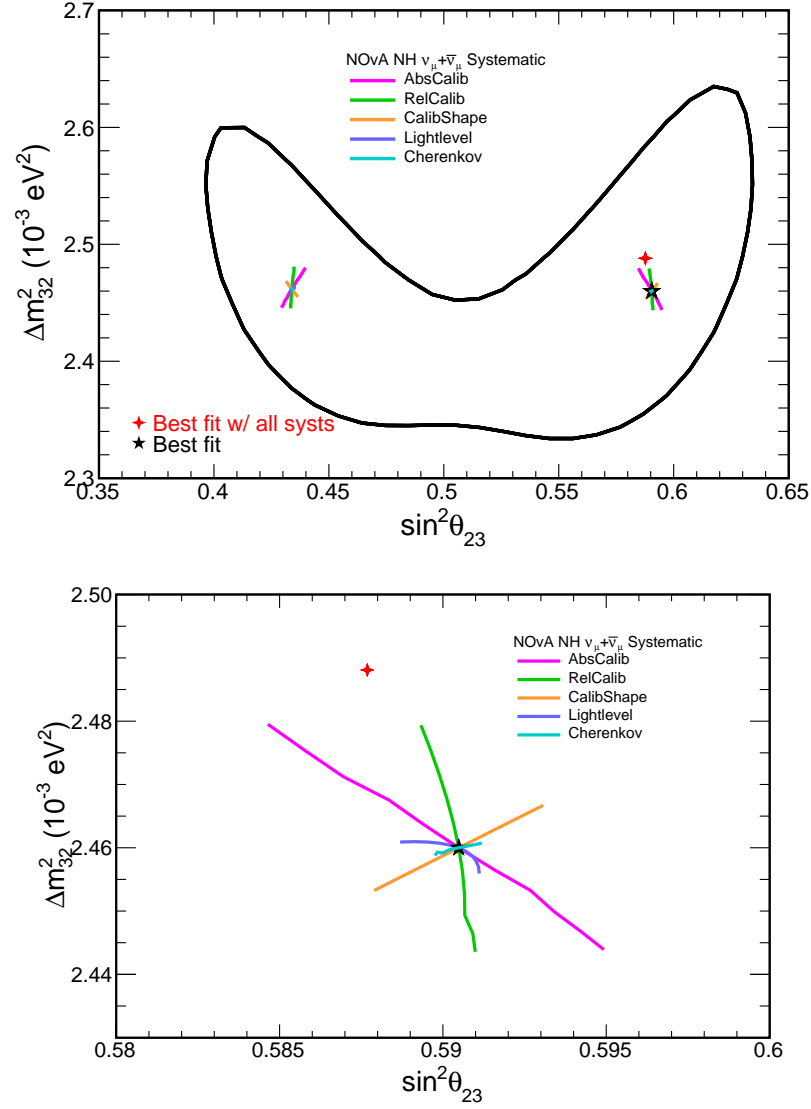 2.7
NOvA NH ν_μ+ν̅_μ Systematic
AbsCalib
RelCalib
CalibShape
Lightlevel
Cherenkov
2.6
2.5
2.4
2.3
Δm²₃₂ (10⁻³ eV²)
Best fit w/ all systs
Best fit
0.35 0.4 0.45 0.5 0.55 0.6 0.65
sin²θ₂₃
2.50
NOvA NH ν_μ+ν̅_μ Systematic
AbsCalib
RelCalib
CalibShape
Lightlevel
Cherenkov
2.48
2.46
2.44
Δm²₃₂ (10⁻³ eV²)
0.58 0.585 0.59 0.595 0.6
sin²θ₂₃